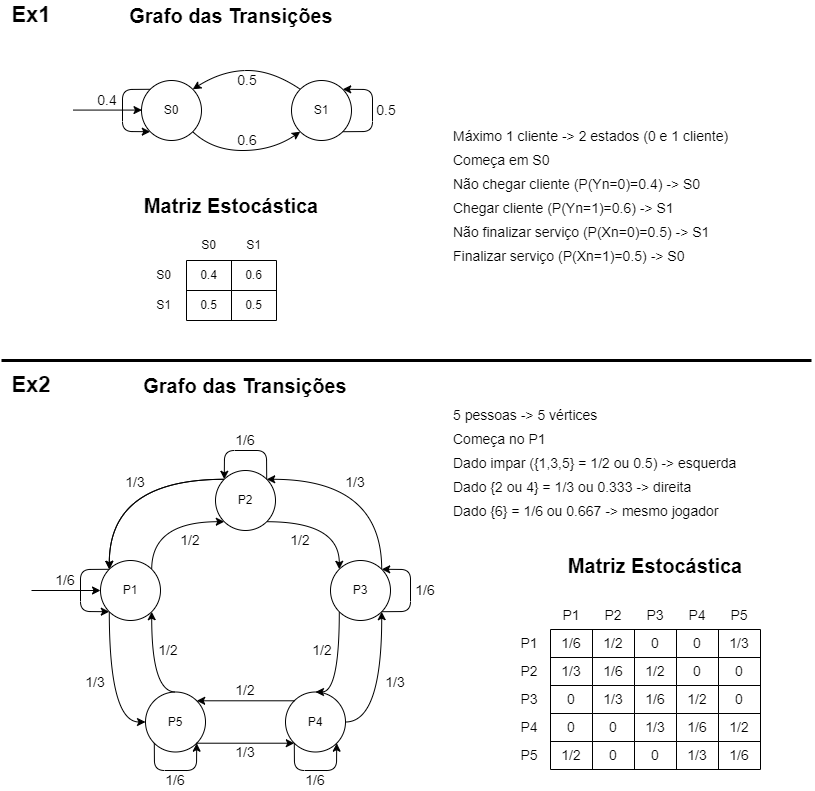 Ex1
Grafo das Transições
0.4
S0
0.5
0.6
S1
0.5
Máximo 1 cliente -> 2 estados (0 e 1 cliente)
Começa em S0
Não chegar cliente (P(Yn=0)=0.4) -> S0
Chegar cliente (P(Yn=1)=0.6) -> S1
Não finalizar serviço (P(Xn=0)=0.5) -> S1
Finalizar serviço (P(Xn=1)=0.5) -> S0
Matriz Estocástica
S0 S1
S0 0.4 0.6
S1 0.5 0.5
Ex2
Grafo das Transições
1/6
1/3
P2
1/3
1/2
1/2
1/6
P1
P3
1/6
1/2
1/2
1/3
1/3
1/2
P5
P4
1/3
1/6
1/6
5 pessoas -> 5 vértices
Começa no P1
Dado impar ({1,3,5} = 1/2 ou 0.5) -> esquerda
Dado {2 ou 4} = 1/3 ou 0.333 -> direita
Dado {6} = 1/6 ou 0.667 -> mesmo jogador
Matriz Estocástica
P1 P2 P3 P4 P5
P1 1/6 1/2 0 0 1/3
P2 1/3 1/6 1/2 0 0
P3 0 1/3 1/6 1/2 0
P4 0 0 1/3 1/6 1/2
P5 1/2 0 0 1/3 1/6